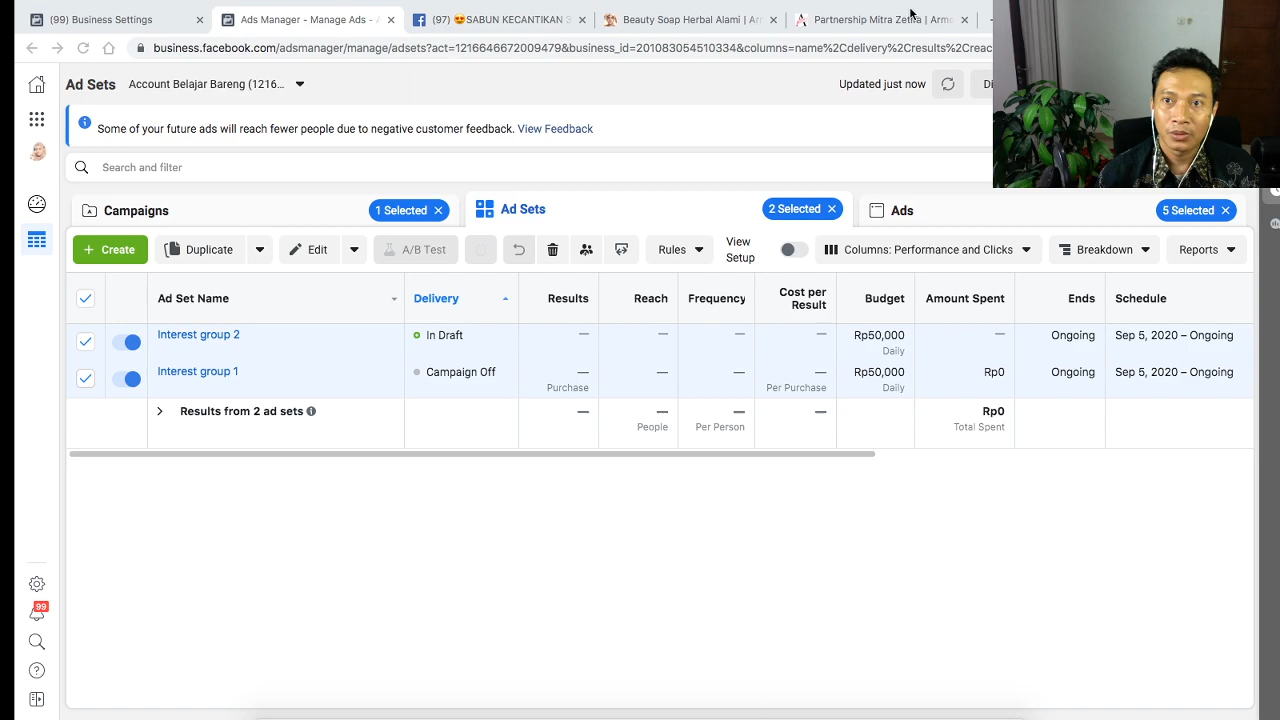 (99) Business Settings
Ads Manager - Manage Ads - A
(97) 😍SABUN KECANTIKAN 3
Beauty Soap Herbal Alami | Arm
Partnership Mitra Zetha | Armo
business.facebook.com/adsmanager/manage/adsets?act=1216646672009479&business_id=201083054510334&columns=name%2Cdelivery%2Cresults%2Creac
Ad Sets
Account Belajar Bareng (1216...
Updated just now
Di
Some of your future ads will reach fewer people due to negative customer feedback. View Feedback
Search and filter
Campaigns
1 Selected
Ad Sets
2 Selected
Ads
5 Selected
+ Create
Duplicate
Edit
A/B Test
Rules
View Setup
Columns: Performance and Clicks
Breakdown
Reports
Ad Set Name
Delivery
Results
Reach
Frequency
Cost per Result
Budget
Amount Spent
Ends
Schedule
Interest group 2
In Draft
—
—
—
—
Rp50,000
Daily
—
Ongoing
Sep 5, 2020 – Ongoing
Interest group 1
Campaign Off
—
Purchase
—
—
—
Per Purchase
Rp50,000
Daily
Rp0
Ongoing
Sep 5, 2020 – Ongoing
Results from 2 ad sets
—
—
People
—
Per Person
—
Rp0
Total Spent
99